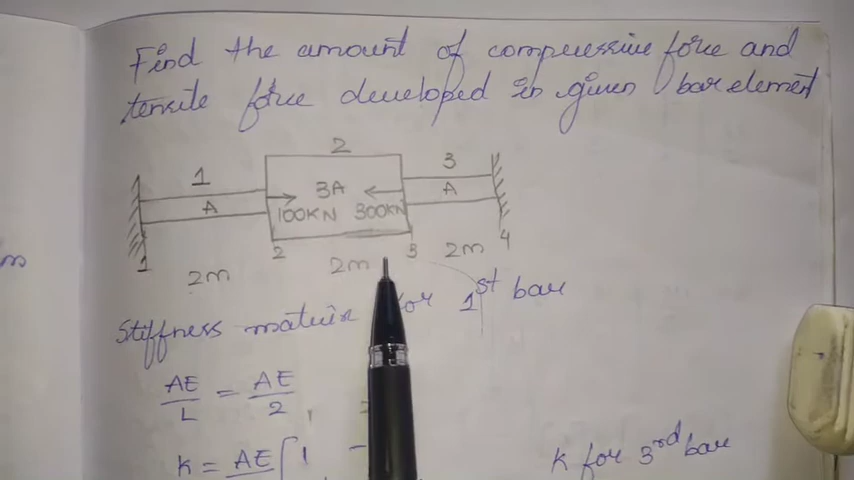 Find the amount of compressive force and
tensile force developed in given bar element
2
1
3
A
3A
A
100KN
300KN
1
2
3
4
2m
2m
2m
Stiffness matrix for 1st bar
AE/L = AE/2
K = AE [ 1 -
K for 3rd bar